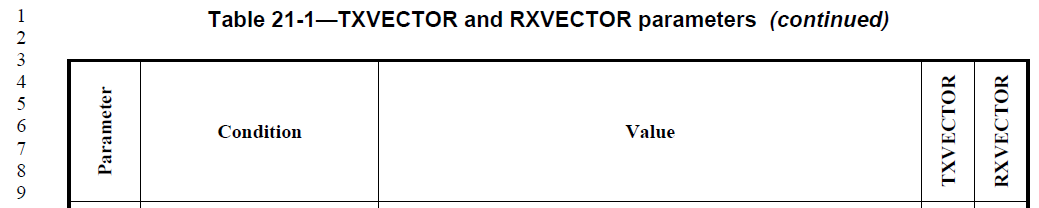 1
2
3
4
5
6
7
8
9
Table 21-1—TXVECTOR and RXVECTOR parameters (continued)
Parameter
Condition
Value
TXVECTOR
RXVECTOR